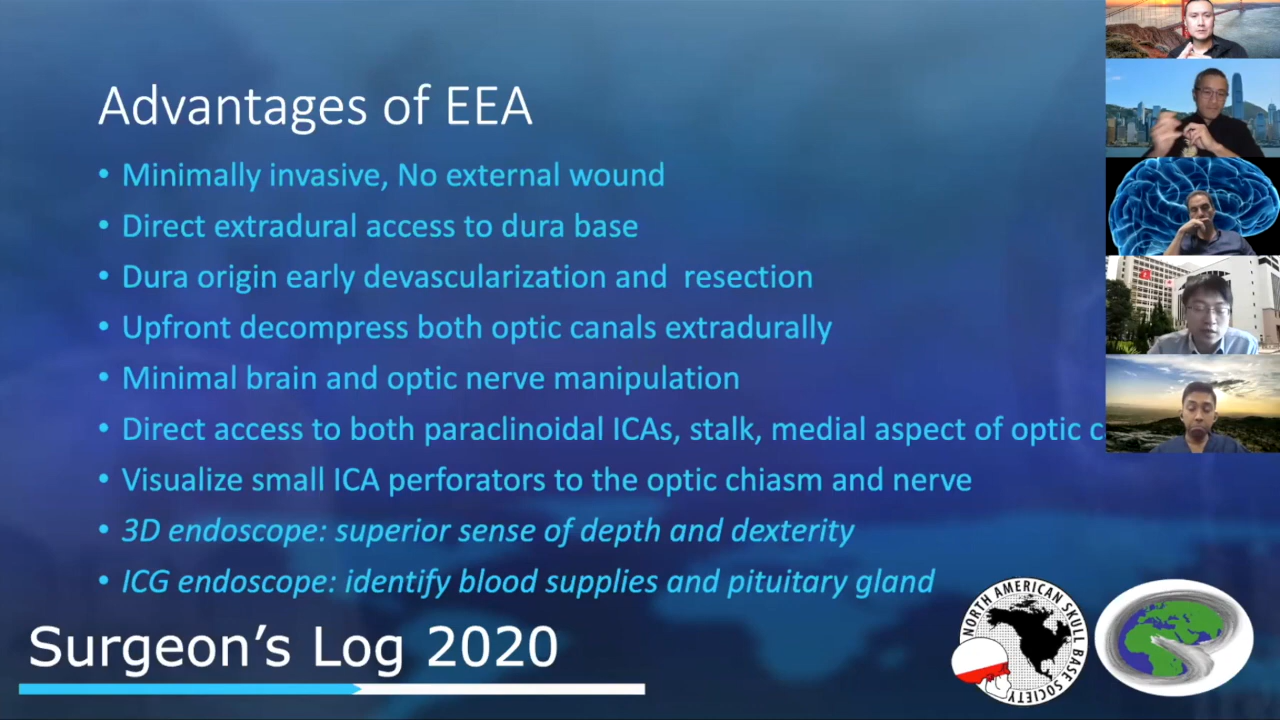 Advantages of EEA
• Minimally invasive, No external wound
• Direct extradural access to dura base
• Dura origin early devascularization and  resection
• Upfront decompress both optic canals extradurally
• Minimal brain and optic nerve manipulation
• Direct access to both paraclinoidal ICAs, stalk, medial aspect of optic c
• Visualize small ICA perforators to the optic chiasm and nerve
• 3D endoscope: superior sense of depth and dexterity
• ICG endoscope: identify blood supplies and pituitary gland
Surgeon's Log 2020
NORTH AMERICAN SKULL BASE SOCIETY